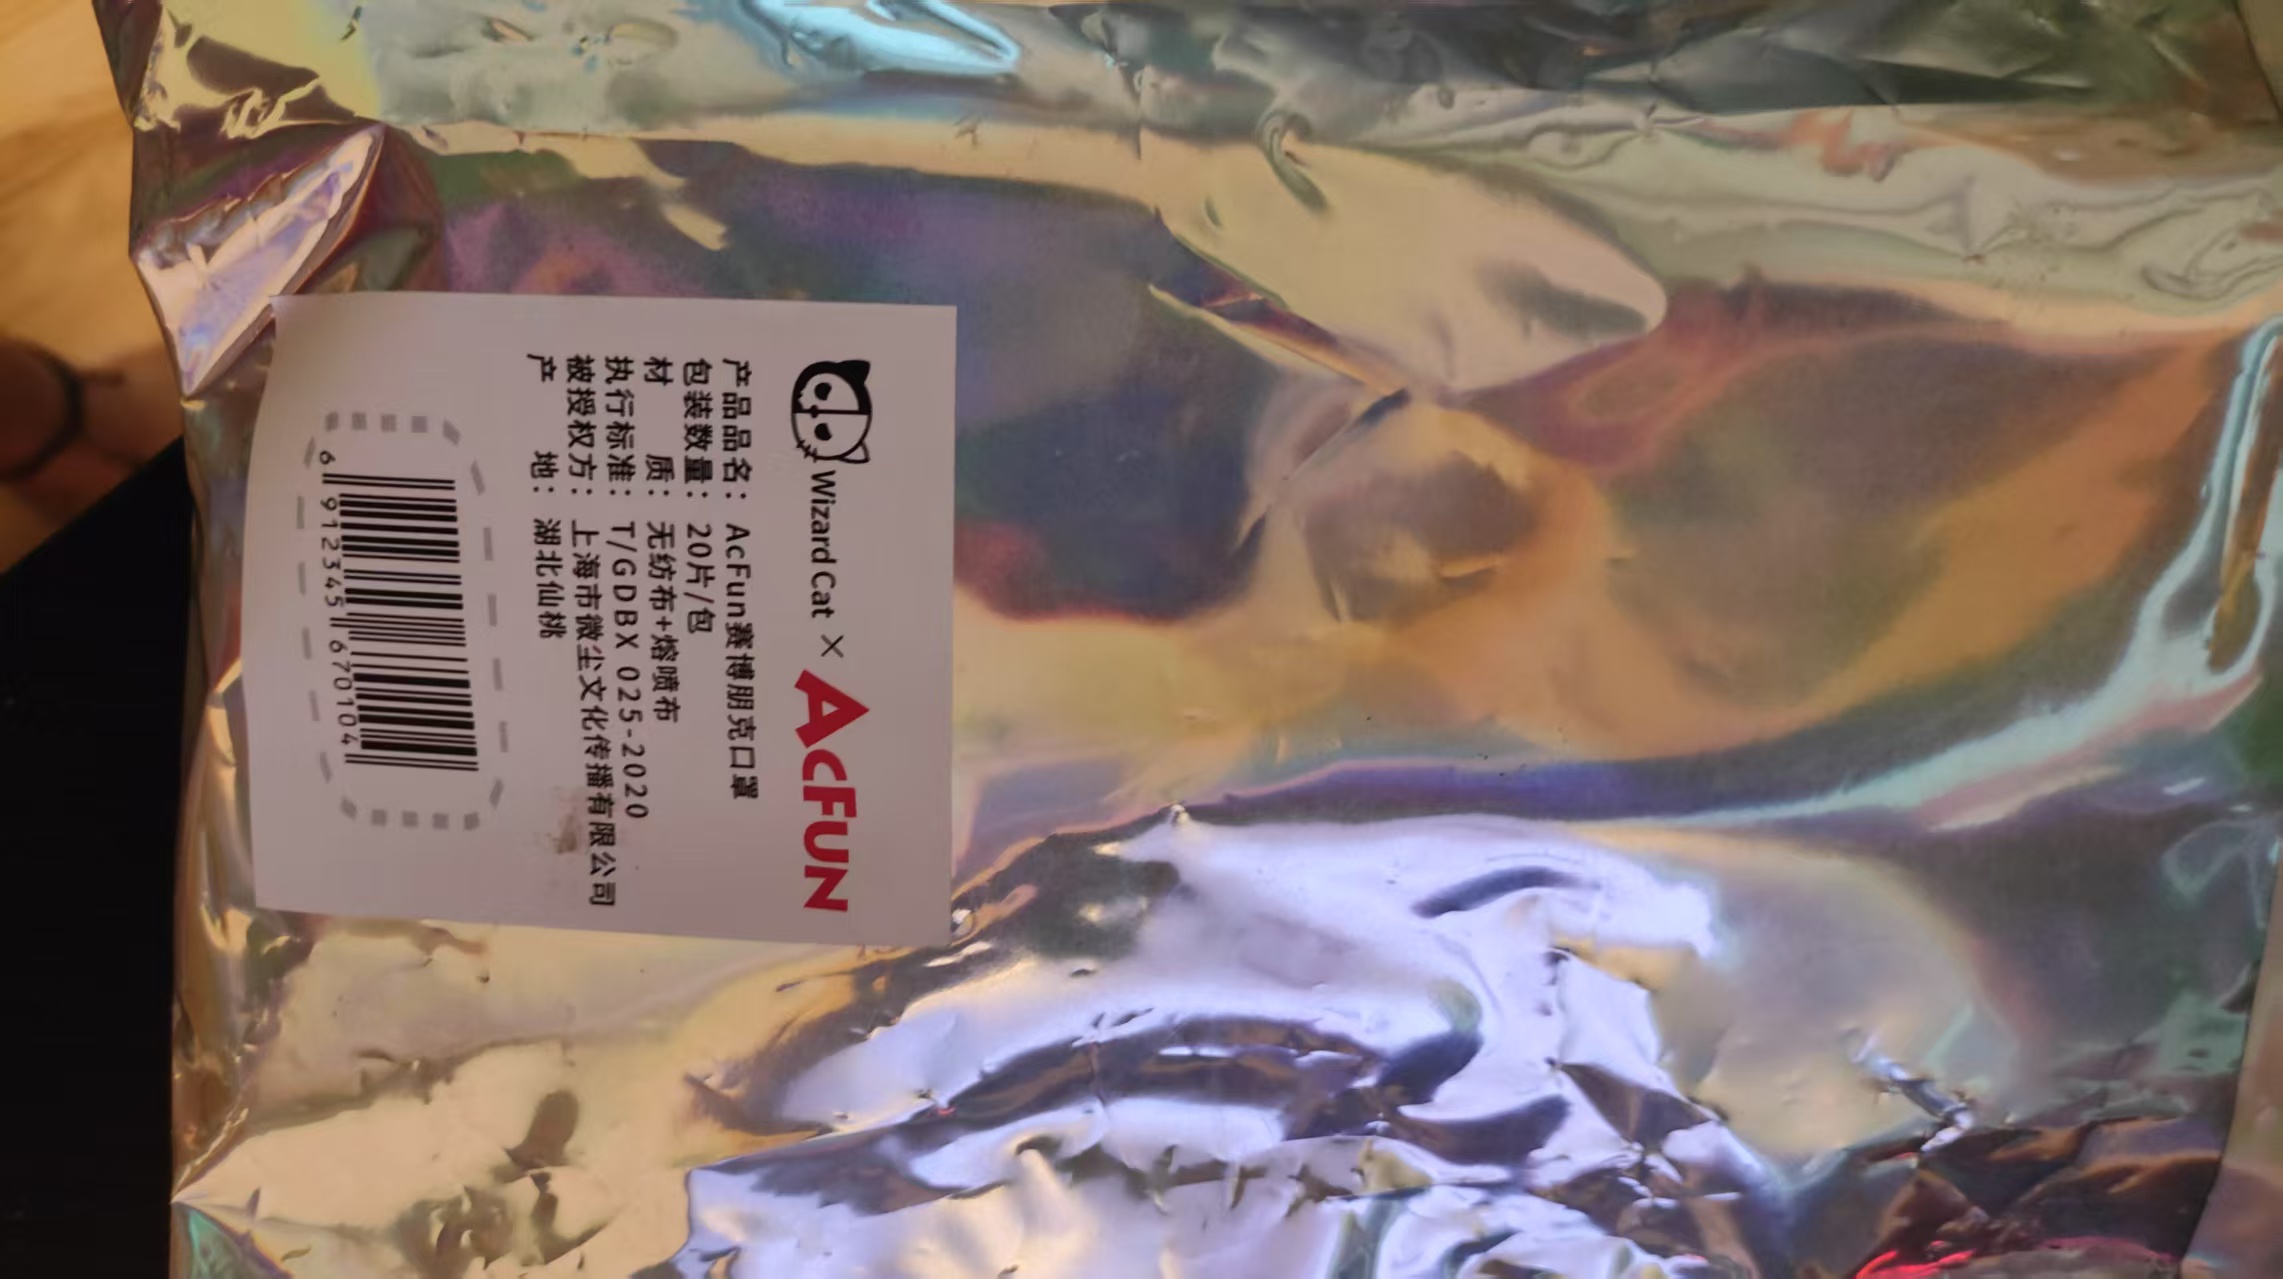 Wizard Cat × AcFUN
产品品名：AcFun赛博朋克口罩
包装数量：20片/包
材 质：无纺布+熔喷布
执行标准：T/GDBX 025-2020
被授权方：上海市微尘文化传播有限公司
产 地：湖北仙桃
6 912345 670104